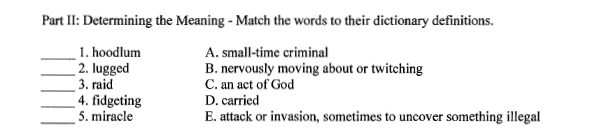 Part II: Determining the Meaning - Match the words to their dictionary definitions.
_____ 1. hoodlum A. small-time criminal
_____ 2. lugged B. nervously moving about or twitching
_____ 3. raid C. an act of God
_____ 4. fidgeting D. carried
_____ 5. miracle E. attack or invasion, sometimes to uncover something illegal